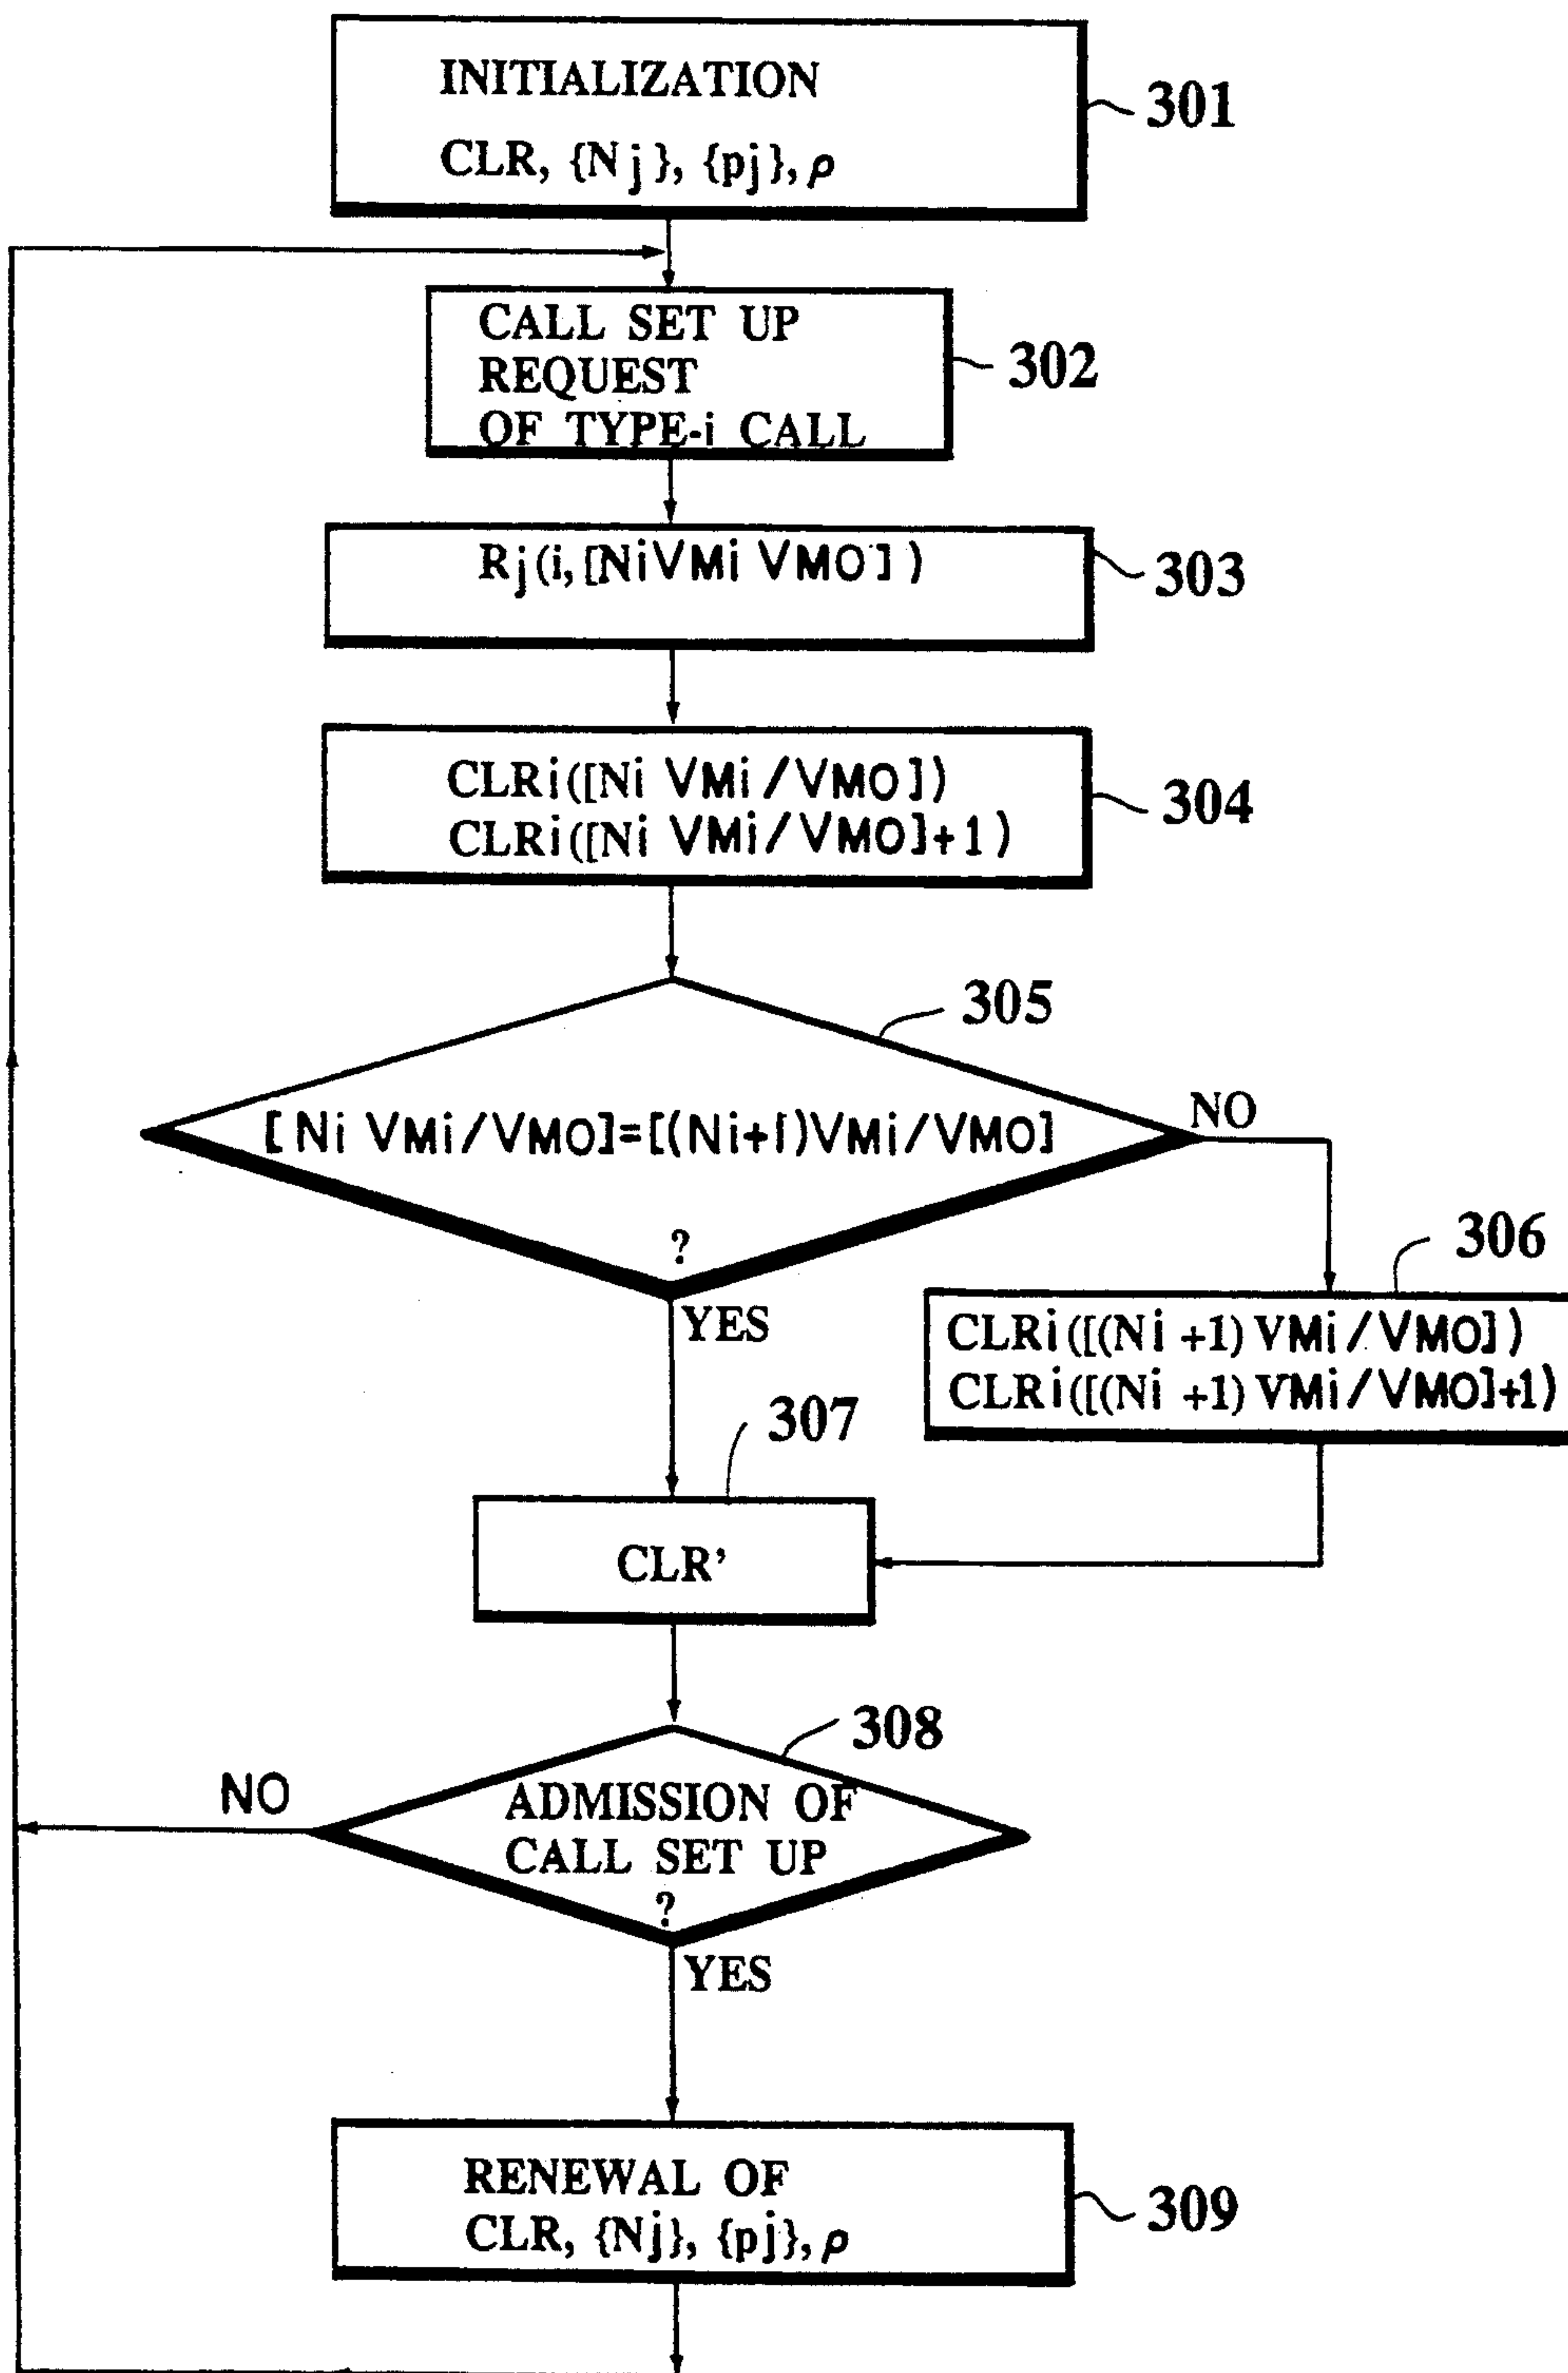 INITIALIZATION
CLR, {Nj}, {pj}, ρ
301
CALL SET UP
REQUEST
OF TYPE-i CALL
302
Rj(i, [NiVMi VMO])
303
CLRi([Ni VMi/VMO])
CLRi([Ni VMi/VMO]+1)
304
305
[Ni VMi/VMO]=[(Ni+1)VMi/VMO]
?
NO
YES
306
CLRi([(Ni +1) VMi/VMO])
CLRi([(Ni +1) VMi/VMO]+1)
307
CLR'
308
NO
ADMISSION OF
CALL SET UP
?
YES
RENEWAL OF
CLR, {Nj}, {pj}, ρ
309